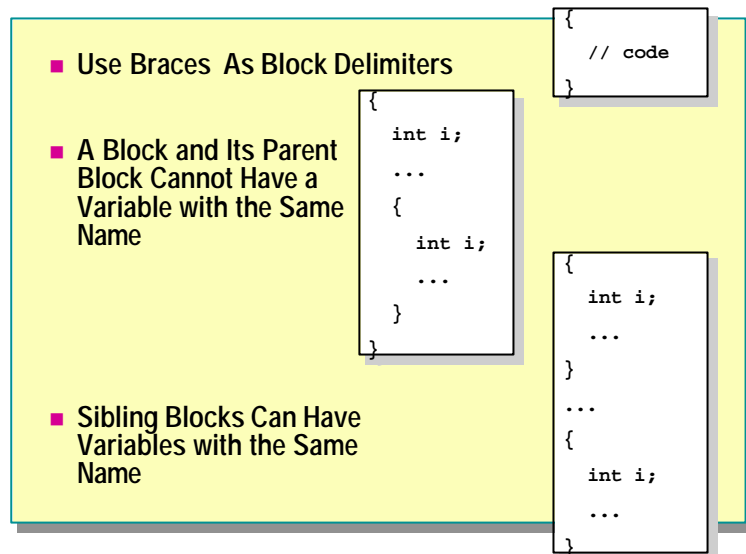 Use Braces As Block Delimiters
{
// code
}
A Block and Its Parent
Block Cannot Have a
Variable with the Same
Name
{
int i;
...
{
int i;
...
}
}
Sibling Blocks Can Have
Variables with the Same
Name
{
int i;
...
}
...
{
int i;
...
}